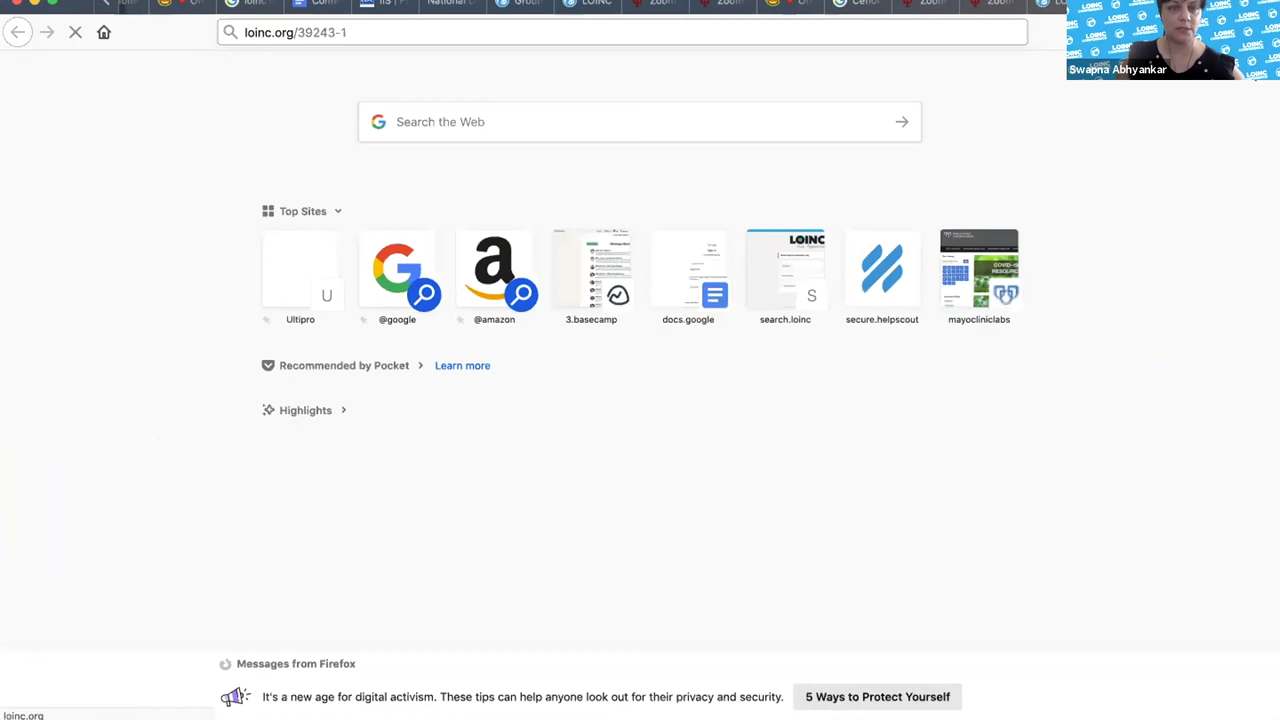 loinc.org/39243-1
Swapna Abhyankar
Search the Web
Top Sites
U
S
LOINC
Ultipro
@google
@amazon
3.basecamp
docs.google
search.loinc
secure.helpscout
mayocliniclabs
Recommended by Pocket
Learn more
Highlights
Messages from Firefox
It's a new age for digital activism. These tips can help anyone look out for their privacy and security.
5 Ways to Protect Yourself
loinc.org